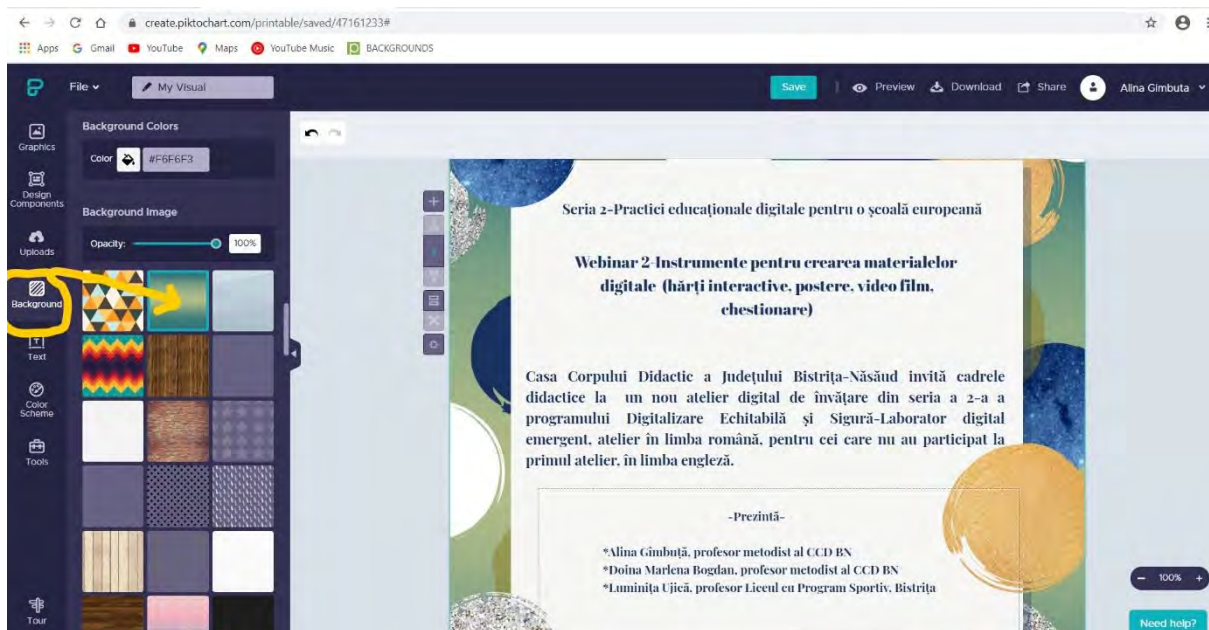 create.piktochart.com/printable/saved/47161233#
Apps Gmail YouTube Maps YouTube Music BACKGROUNDS
File My Visual Save Preview Download Share Alina Gimbuta
Graphics
Design Components
Uploads
Background
Text
Color Scheme
Tools
Tour
Background Colors
Color #F6F6F3
Background Image
Opacity: 100%
Seria 2-Practici educaționale digitale pentru o școală europeană
Webinar 2-Instrumente pentru crearea materialelor
digitale (hărți interactive, postere, video film,
chestionare)
Casa Corpului Didactic a Județului Bistrița-Năsăud invită cadrele
didactice la un nou atelier digital de învățare din seria a 2-a a
programului Digitalizare Echitabilă și Sigură-Laborator digital
emergent, atelier in limba română, pentru cei care nu au participat la
primul atelier, in limba engleză.
-Prezintă-
*Alina Gîmbuță, profesor metodist al CCD BN
*Doina Marlena Bogdan, profesor metodist al CCD BN
*Luminița Ujică, profesor Liceul cu Program Sportiv, Bistrița
- 100% +
Need help?